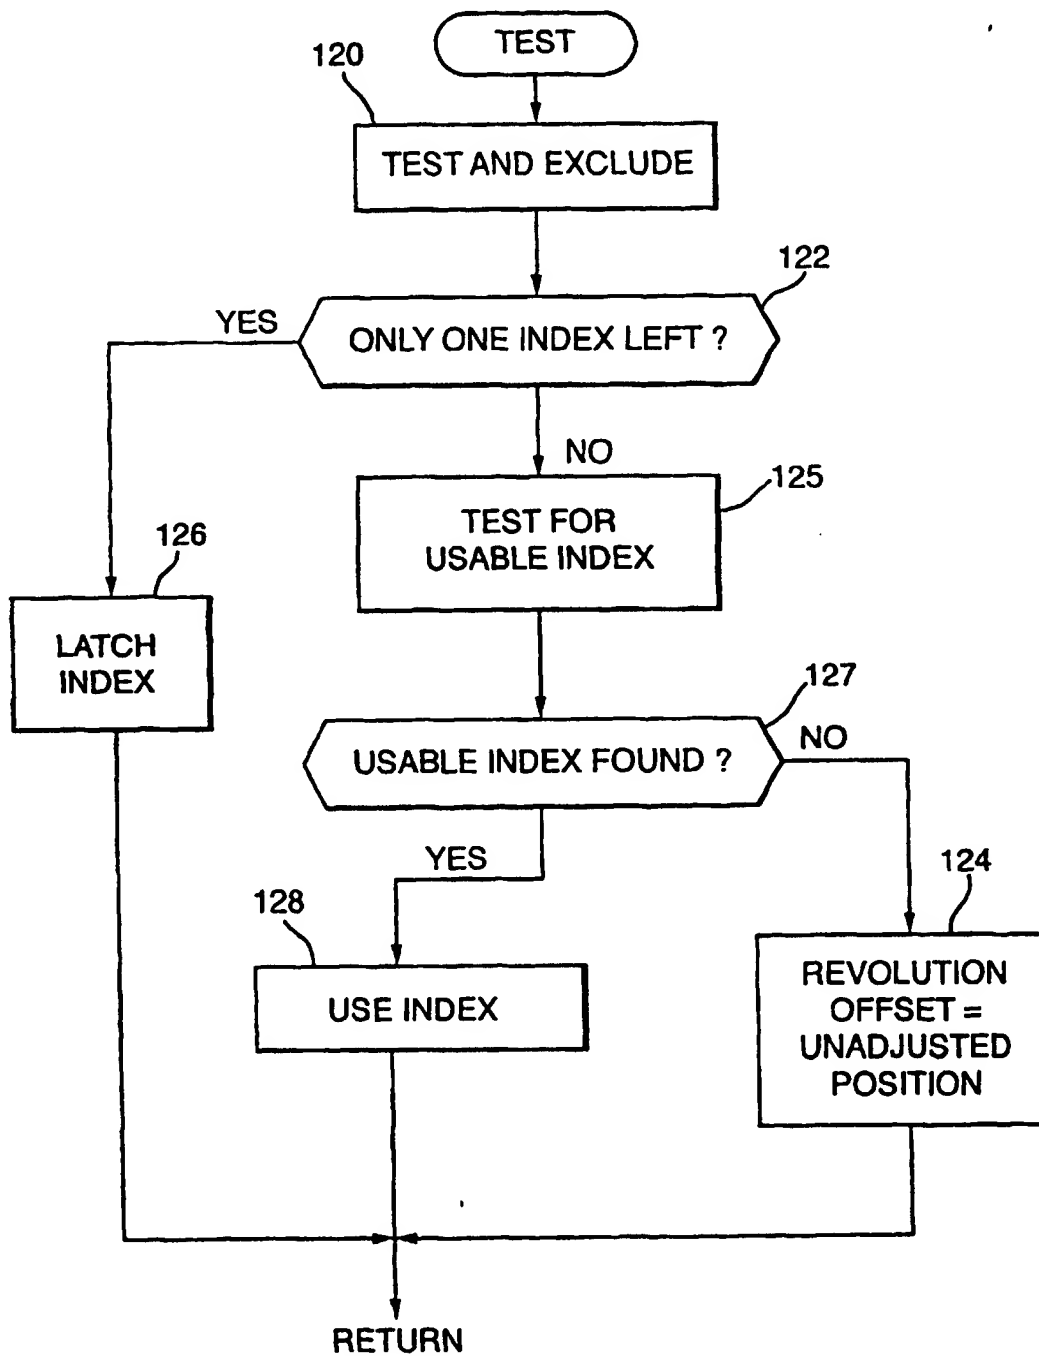 TEST
120
TEST AND EXCLUDE
122
YES
ONLY ONE INDEX LEFT ?
NO
125
TEST FOR
USABLE INDEX
126
LATCH
INDEX
127
NO
USABLE INDEX FOUND ?
YES
124
128
REVOLUTION
OFFSET =
UNADJUSTED
POSITION
USE INDEX
RETURN